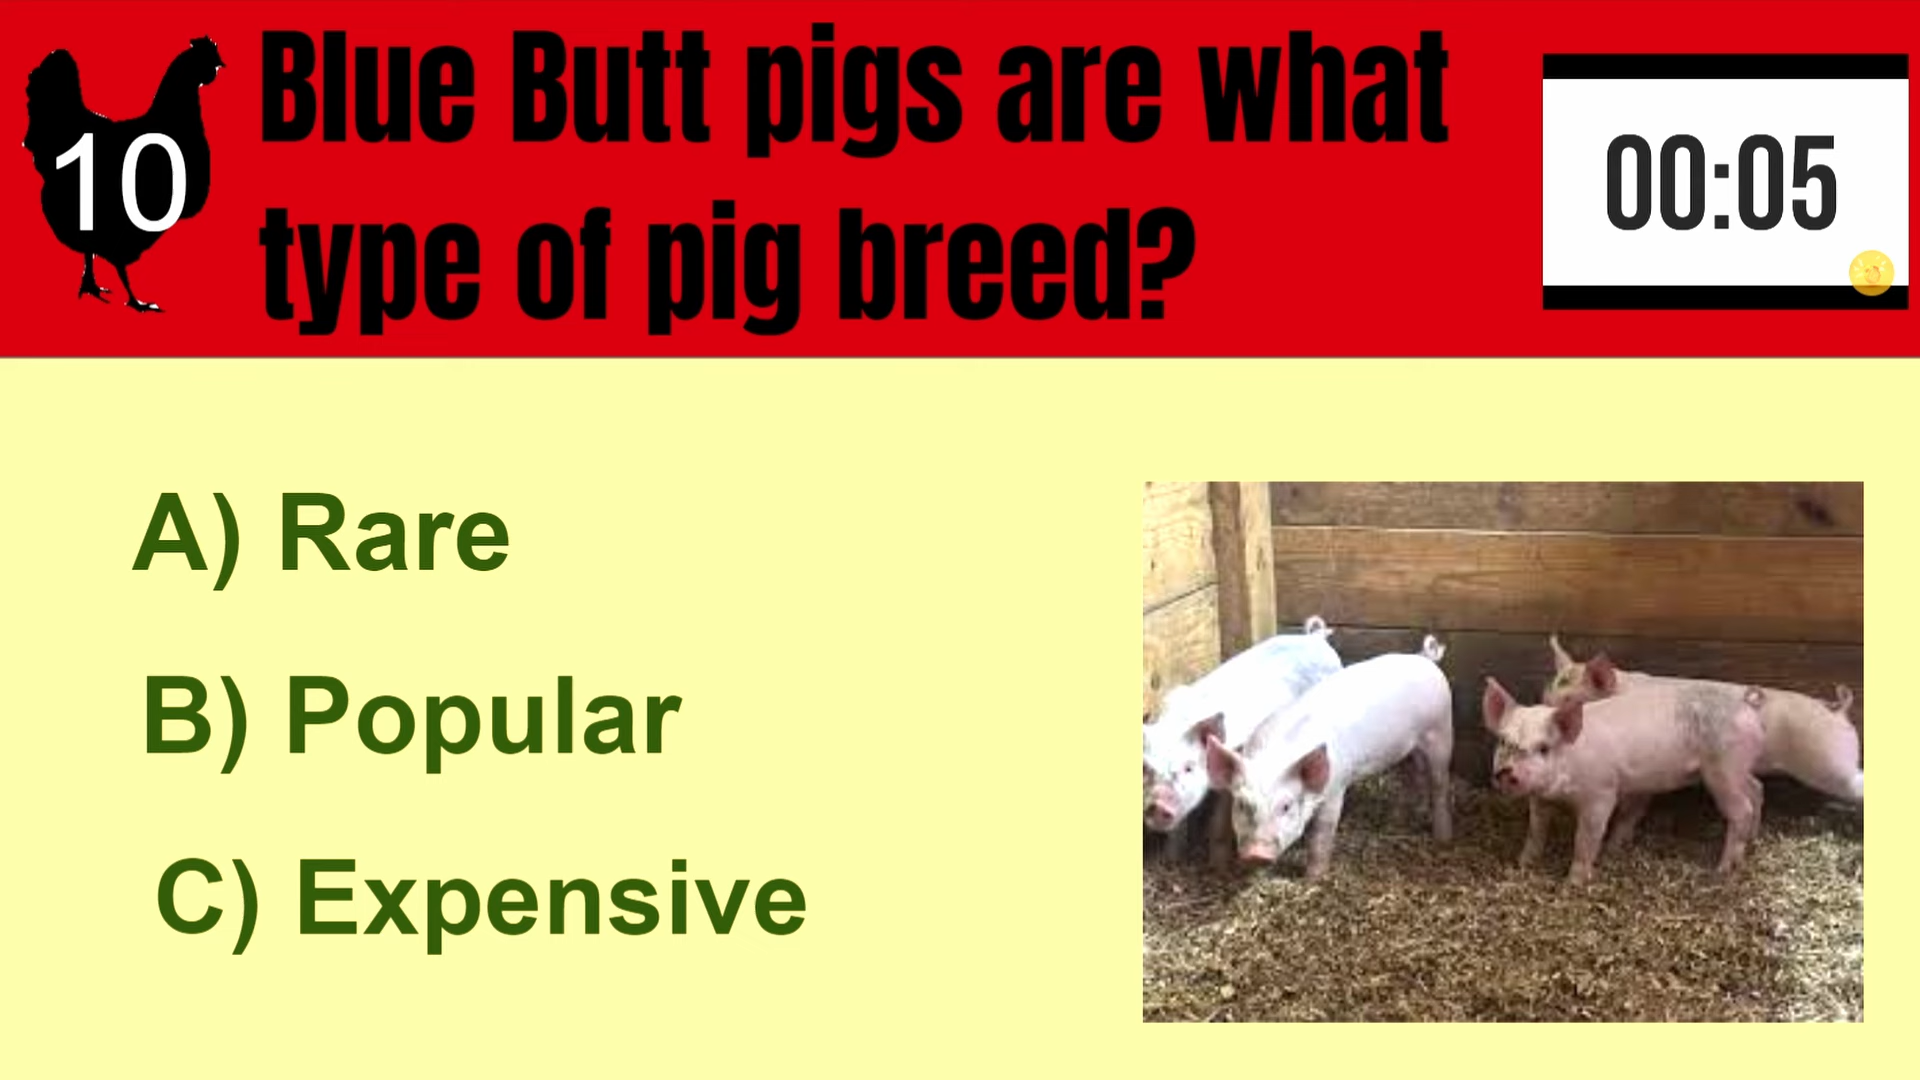 10
Blue Butt pigs are what
type of pig breed?
00:05
A) Rare
B) Popular
C) Expensive